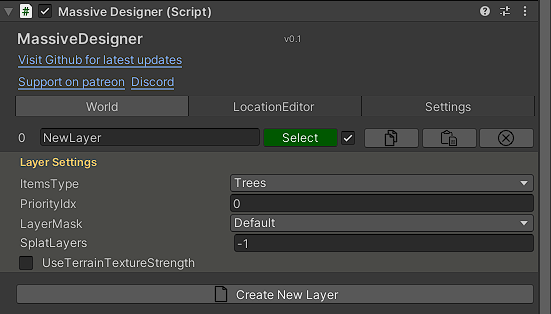 Massive Designer (Script)
MassiveDesigner v0.1
Visit Github for latest updates
Support on patreon Discord
World LocationEditor Settings
0 NewLayer Select
Layer Settings
ItemsType Trees
PriorityIdx 0
LayerMask Default
SplatLayers -1
UseTerrainTextureStrength
Create New Layer